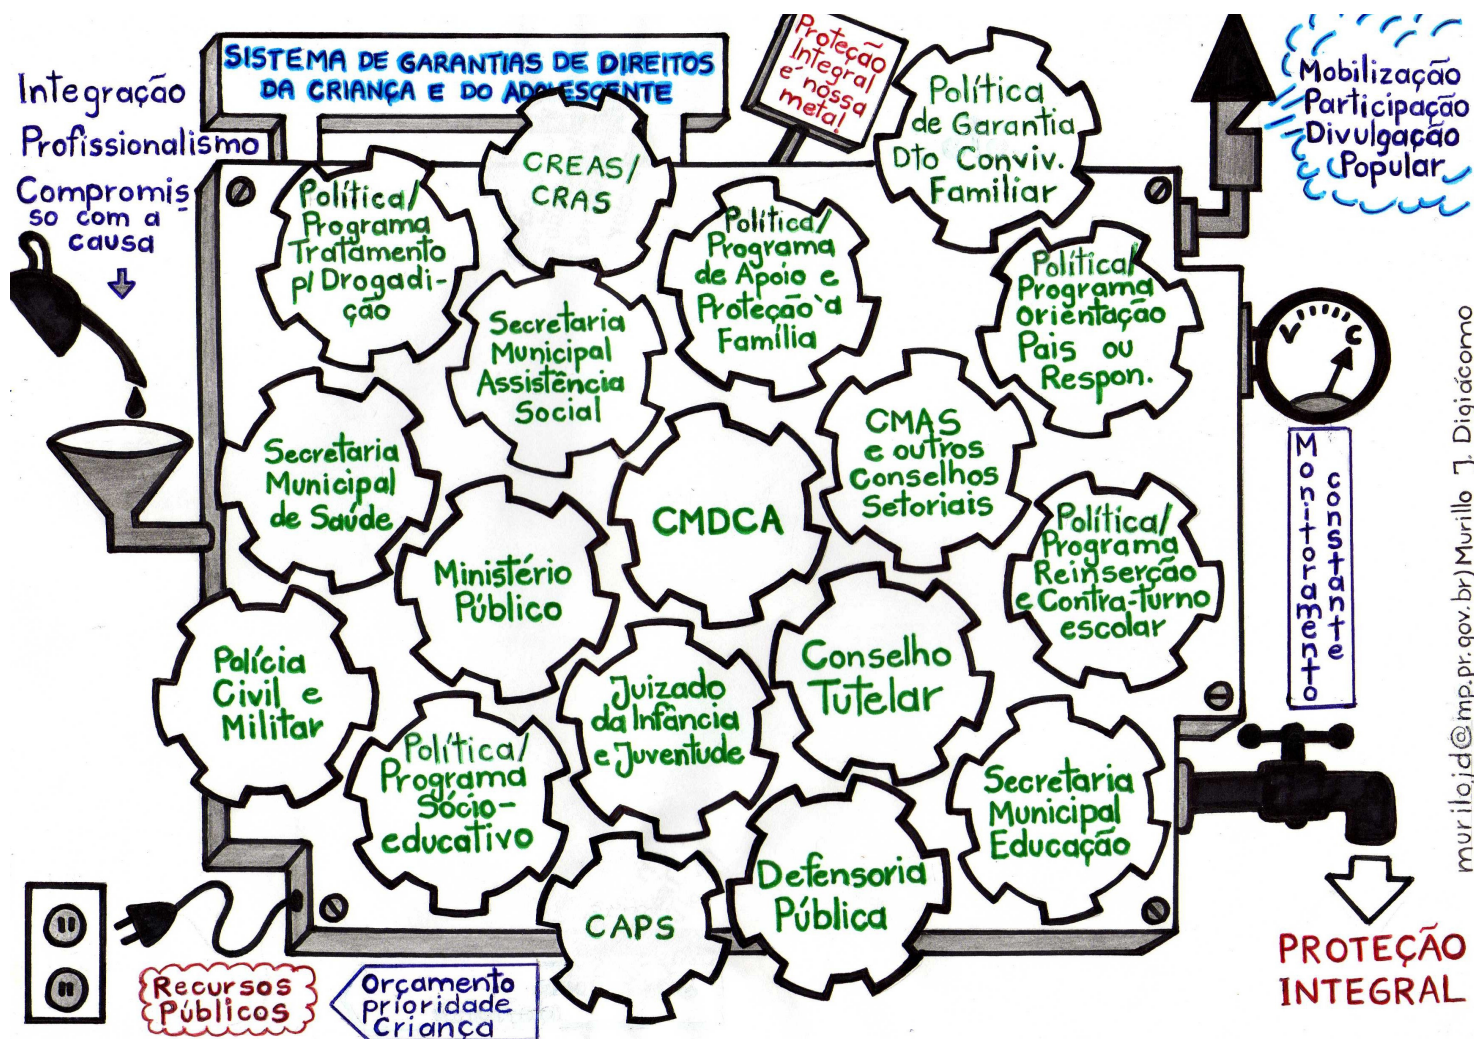 SISTEMA DE GARANTIAS DE DIREITOS
DA CRIANÇA E DO ADOLESCENTE
Integração
Profissionalismo
Compromis
so com a
causa
Proteção
Integral
é nossa
meta!
Política
de Garantia
Dto Conviv.
Familiar
Mobilização
Participação
Divulgação
Popular
CREAS/
CRAS
Política/
Programa
Tratamento
p/ Drogadi-
ção
Política/
Programa
de Apoio e
Proteção à
Família
Política/
Programa
Orientação
Pais ou
Respon.
Secretaria
Municipal
Assistência
Social
CMAS
e outros
Conselhos
Setoriais
Secretaria
Municipal
de Saúde
CMDCA
Ministério
Público
Política/
Programa
Reinserção
e Contra-turno
escolar
Monitoramento
constante
Polícia
Civil e
Militar
Juizado
da Infância
e Juventude
Conselho
Tutelar
Política/
Programa
Sócio-
educativo
Secretaria
Municipal
Educação
CAPS
Defensoria
Pública
Recursos
Públicos
Orçamento
prioridade
Criança
PROTEÇÃO
INTEGRAL
murilojd@mp.pr.gov.br)Murillo J. Digiácomo